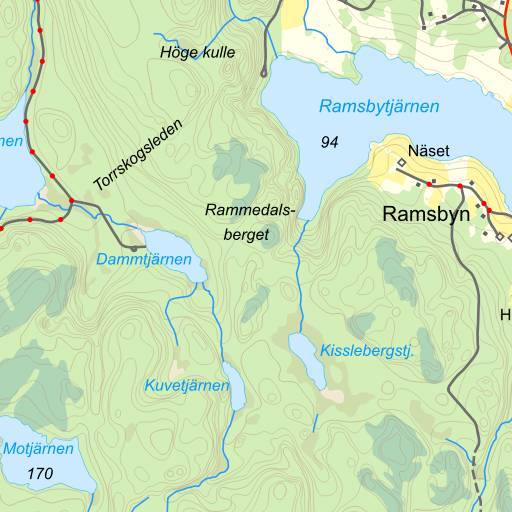 Höge kulle
Ramsbytjärnen
94
Näset
Torrskogsleden
Rammedals-
berget
Ramsbyn
Dammtjärnen
Kisslebergstj.
Kuvetjärnen
Motjärnen
170